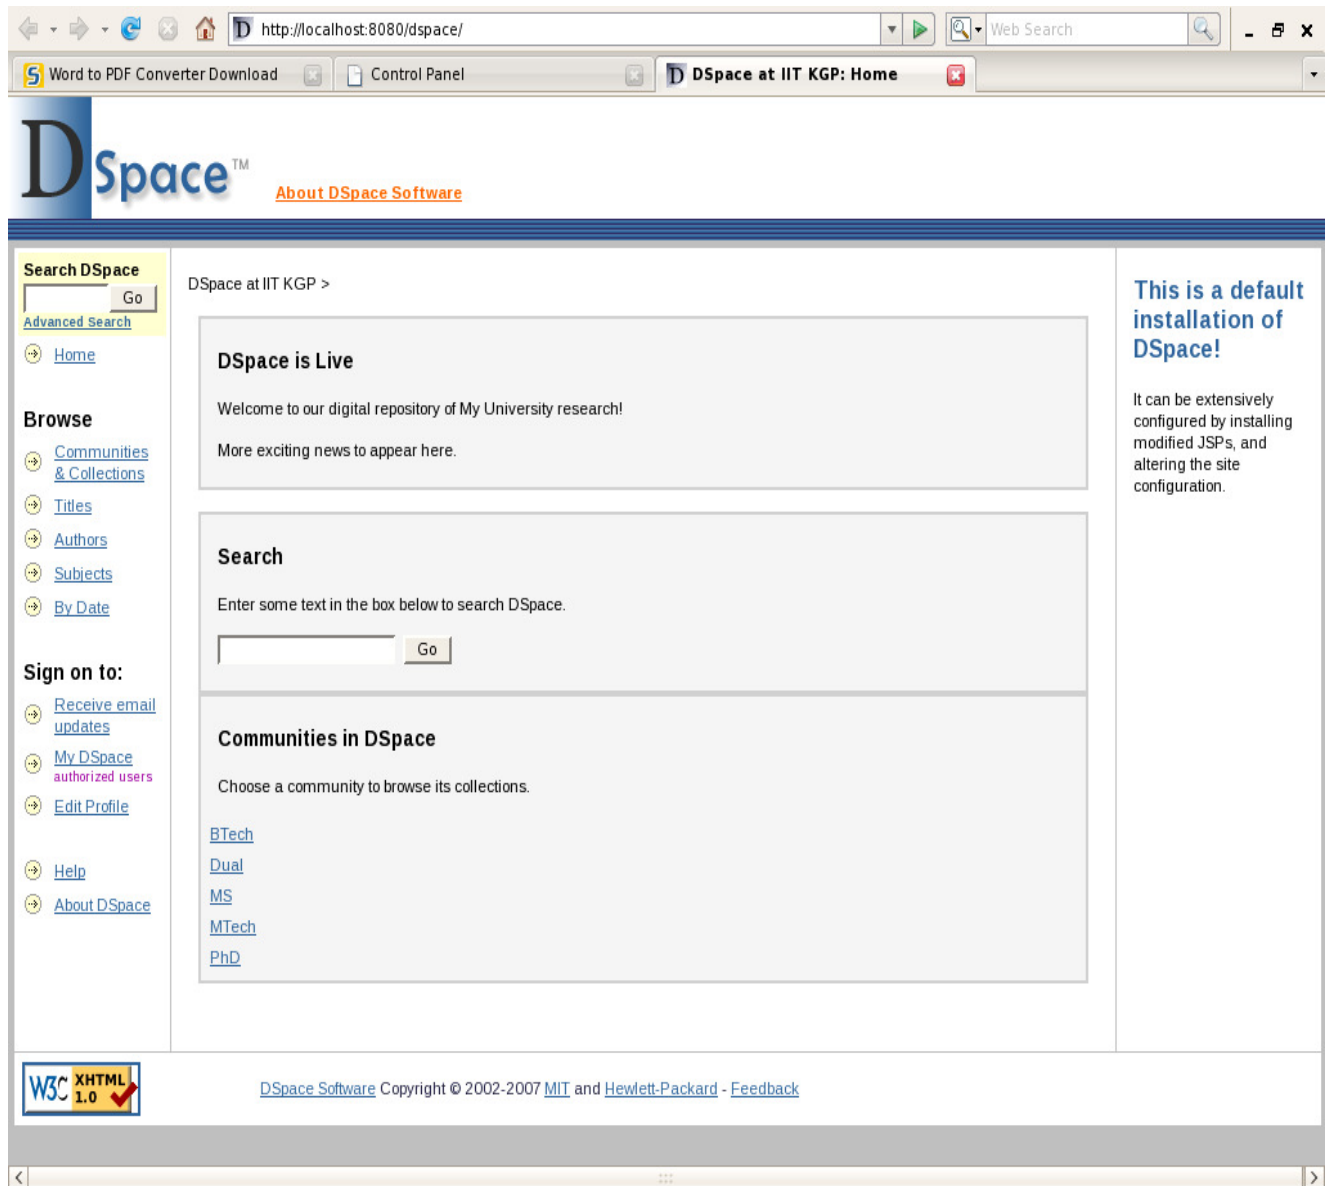 http://localhost:8080/dspace/
Web Search
Word to PDF Converter Download
Control Panel
DSpace at IIT KGP: Home
DSpace™
About DSpace Software
Search DSpace
Go
Advanced Search
Home
Browse
Communities
& Collections
Titles
Authors
Subjects
By Date
Sign on to:
Receive email
updates
My DSpace
authorized users
Edit Profile
Help
About DSpace
DSpace at IIT KGP >
DSpace is Live
Welcome to our digital repository of My University research!
More exciting news to appear here.
Search
Enter some text in the box below to search DSpace.
Go
Communities in DSpace
Choose a community to browse its collections.
BTech
Dual
MS
MTech
PhD
This is a default
installation of
DSpace!
It can be extensively
configured by installing
modified JSPs, and
altering the site
configuration.
W3C XHTML
1.0
DSpace Software Copyright © 2002-2007 MIT and Hewlett-Packard - Feedback